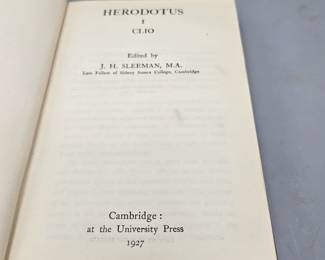 HERODOTUS
I
CLIO
Edited by
J. H. SLEEMAN, M.A.
Late Fellow of Sidney Sussex College, Cambridge
Cambridge:
at the University Press
1927